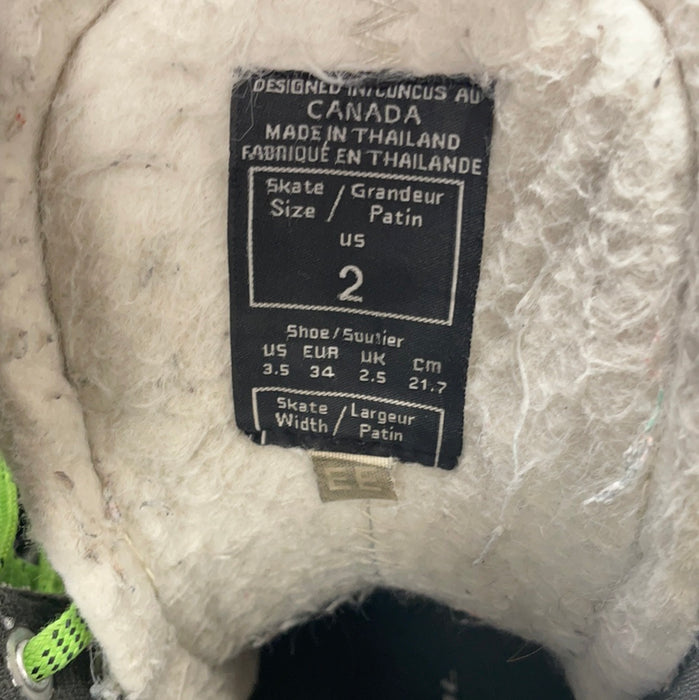 DESIGNED IN/CONCUS AU
CANADA
MADE IN THAILAND
FABRIQUÉ EN THAILANDE
Skate / Grandeur
Size / Patin
US
2
Shoe/Soulier
US EUR UK cm
3.5 34 2.5 21.7
Skate / Largeur
Width / Patin
EE